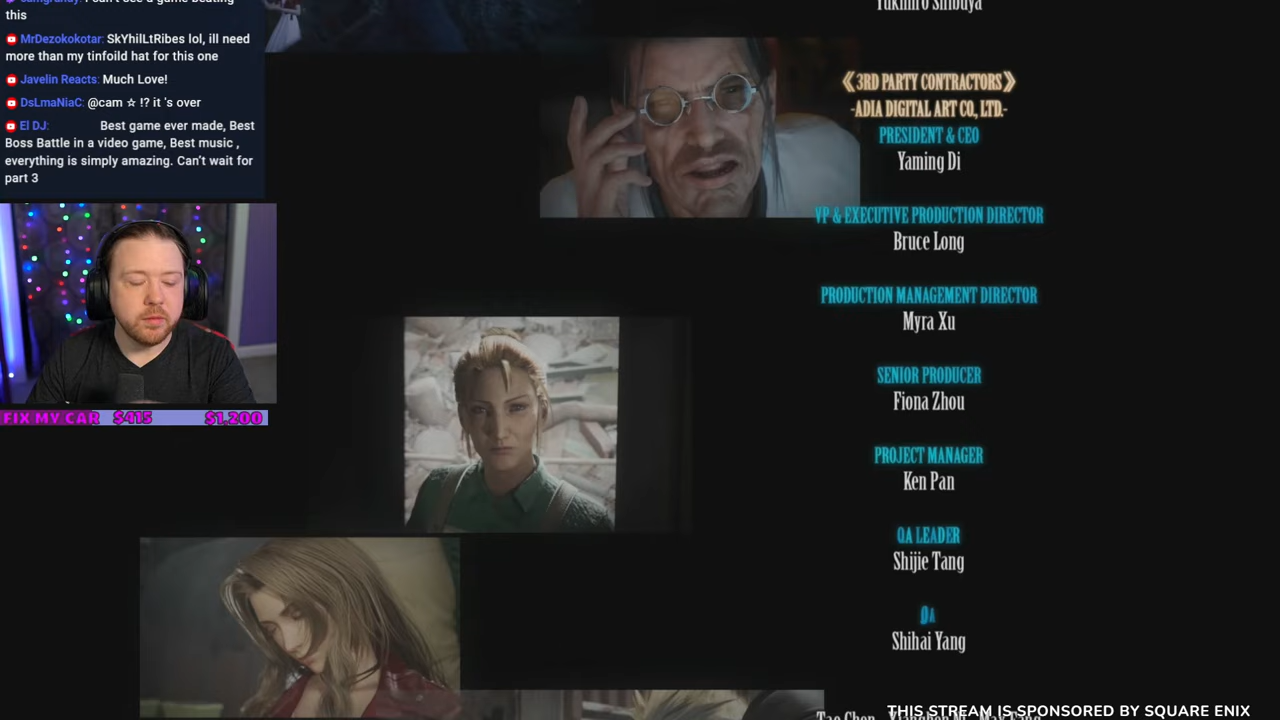 this
MrDezokokotar: SkYhilLtRibes lol, ill need
more than my tinfoild hat for this one
Javelin Reacts: Much Love!
DsLmaNiaC: @cam ☆ !? it 's over
El DJ: Best game ever made, Best
Boss Battle in a video game, Best music ,
everything is simply amazing. Can't wait for
part 3
FIX MY CAR $415 $1,200
Yukihiro Shibuya
《3RD PARTY CONTRACTORS》
-ADIA DIGITAL ART CO., LTD.-
PRESIDENT & CEO
Yaming Di
VP & EXECUTIVE PRODUCTION DIRECTOR
Bruce Long
PRODUCTION MANAGEMENT DIRECTOR
Myra Xu
SENIOR PRODUCER
Fiona Zhou
PROJECT MANAGER
Ken Pan
QA LEADER
Shijie Tang
QA
Shihai Yang
THIS STREAM IS SPONSORED BY SQUARE ENIX